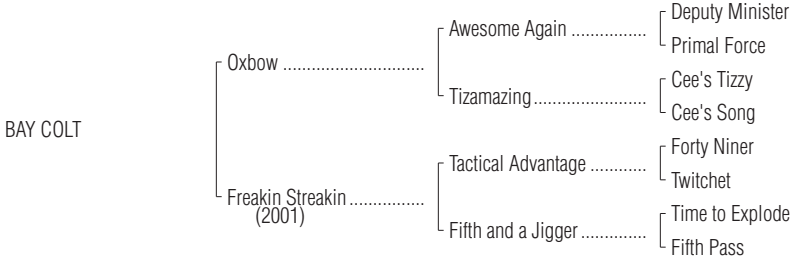 Deputy Minister
Awesome Again ................
Primal Force
Oxbow .............................
Cee's Tizzy
Tizamazing.......................
Cee's Song
BAY COLT
Forty Niner
Tactical Advantage ............
Twitchet
Freakin Streakin................
(2001)
Time to Explode
Fifth and a Jigger ..............
Fifth Pass